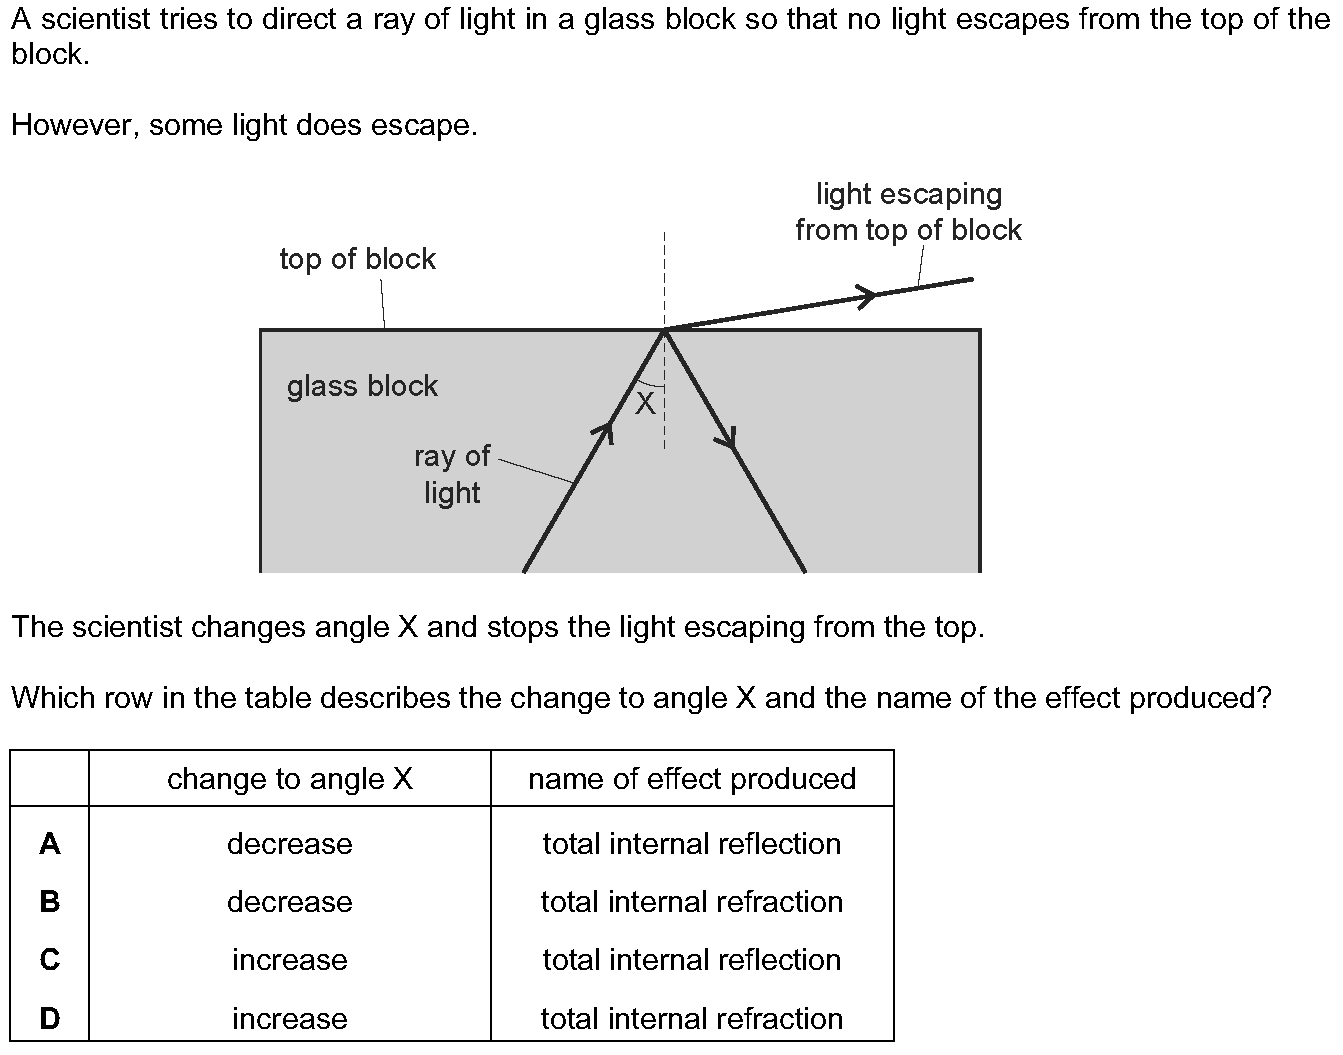 A scientist tries to direct a ray of light in a glass block so that no light escapes from the top of the
block.
However, some light does escape.
light escaping
from top of block
top of block
glass block
X
ray of
light
The scientist changes angle X and stops the light escaping from the top.
Which row in the table describes the change to angle X and the name of the effect produced?
change to angle X name of effect produced
A decrease total internal reflection
B decrease total internal refraction
C increase total internal reflection
D increase total internal refraction